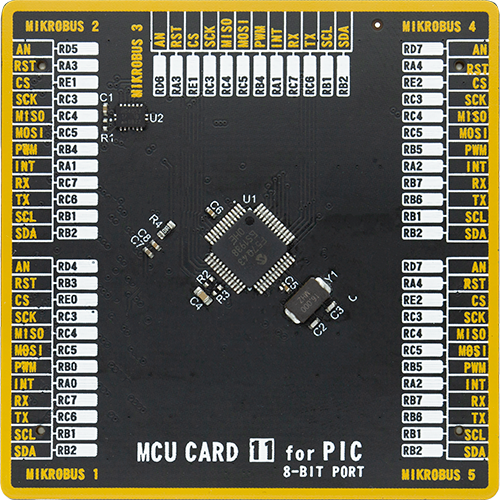 MIKROBUS 2
AN RD5
RST RA3
CS RE1
SCK RC3
MISO RC4
MOSI RC5
PWM RB4
INT RA1
RX RC7
TX RC6
SCL RB1
SDA RB2
MIKROBUS 3
AN RD6
RST RA3
CS RE1
SCK RC3
MISO RC4
MOSI RC5
PWM RB4
INT RA1
RX RC7
TX RC6
SCL RB1
SDA RB2
MIKROBUS 4
RD7 AN
RA4 RST
RE2 CS
RC3 SCK
RC4 MISO
RC5 MOSI
RB5 PWM
RA2 INT
RB7 RX
RB6 TX
RB1 SCL
RB2 SDA
C1
U2
R1
U1
C6
R4
C8
C7
R2
R3
C4
C5
Y1
C3
C2
RD4 AN
RB3 RST
RE0 CS
RC3 SCK
RC4 MISO
RC5 MOSI
RB0 PWM
RA0 INT
RC7 RX
RC6 TX
RB1 SCL
RB2 SDA
MIKROBUS 1
RD7 AN
RA4 RST
RE2 CS
RC3 SCK
RC4 MISO
RC5 MOSI
RB5 PWM
RA2 INT
RB7 RX
RB6 TX
RB1 SCL
RB2 SDA
MIKROBUS 5
MCU CARD 11 for PIC
8-BIT PORT